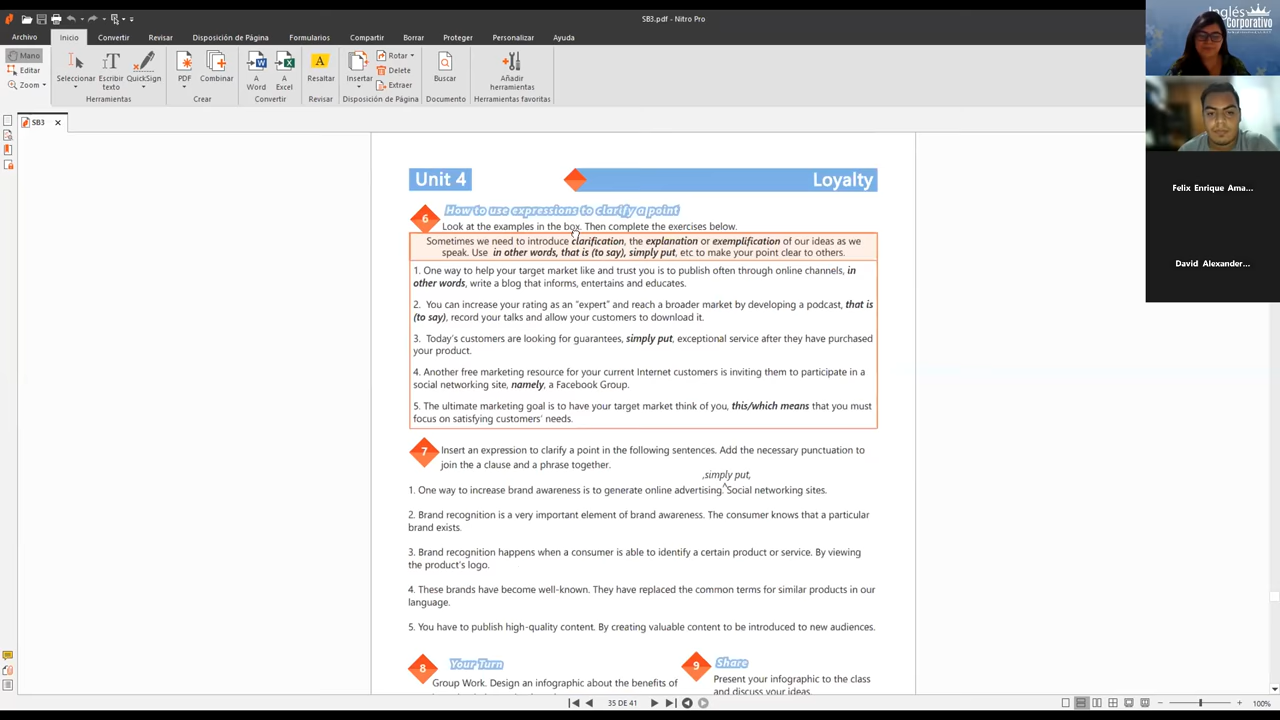 SB3.pdf - Nitro Pro
Archivo Inicio Convertir Revisar Disposición de Página Formularios Compartir Borrar Proteger Personalizar Ayuda
Mano
Editar
Zoom
Seleccionar
Escribir texto
QuickSign
Herramientas
PDF
Combinar
Crear
A Word
A Excel
Convertir
Resaltar
Revisar
Insertar
Rotar
Delete
Extraer
Disposición de Página
Buscar
Documento
Añadir herramientas
Herramientas favoritas
SB3
Inglés
Corporativo
Felix Enrique Ama...
David Alexander...
Unit 4
Loyalty
6
How to use expressions to clarify a point
Look at the examples in the box. Then complete the exercises below.
Sometimes we need to introduce clarification, the explanation or exemplification of our ideas as we
speak. Use in other words, that is (to say), simply put, etc to make your point clear to others.
1. One way to help your target market like and trust you is to publish often through online channels, in
other words, write a blog that informs, entertains and educates.
2. You can increase your rating as an “expert” and reach a broader market by developing a podcast, that is
(to say), record your talks and allow your customers to download it.
3. Today's customers are looking for guarantees, simply put, exceptional service after they have purchased
your product.
4. Another free marketing resource for your current Internet customers is inviting them to participate in a
social networking site, namely, a Facebook Group.
5. The ultimate marketing goal is to have your target market think of you, this/which means that you must
focus on satisfying customers' needs.
7
Insert an expression to clarify a point in the following sentences. Add the necessary punctuation to
join the a clause and a phrase together.
,simply put,
1. One way to increase brand awareness is to generate online advertising.^Social networking sites.
2. Brand recognition is a very important element of brand awareness. The consumer knows that a particular
brand exists.
3. Brand recognition happens when a consumer is able to identify a certain product or service. By viewing
the product's logo.
4. These brands have become well-known. They have replaced the common terms for similar products in our
language.
5. You have to publish high-quality content. By creating valuable content to be introduced to new audiences.
8
Your Turn
Group Work. Design an infographic about the benefits of
9
Share
Present your infographic to the class
and discuss your ideas.
35 DE 41
100%